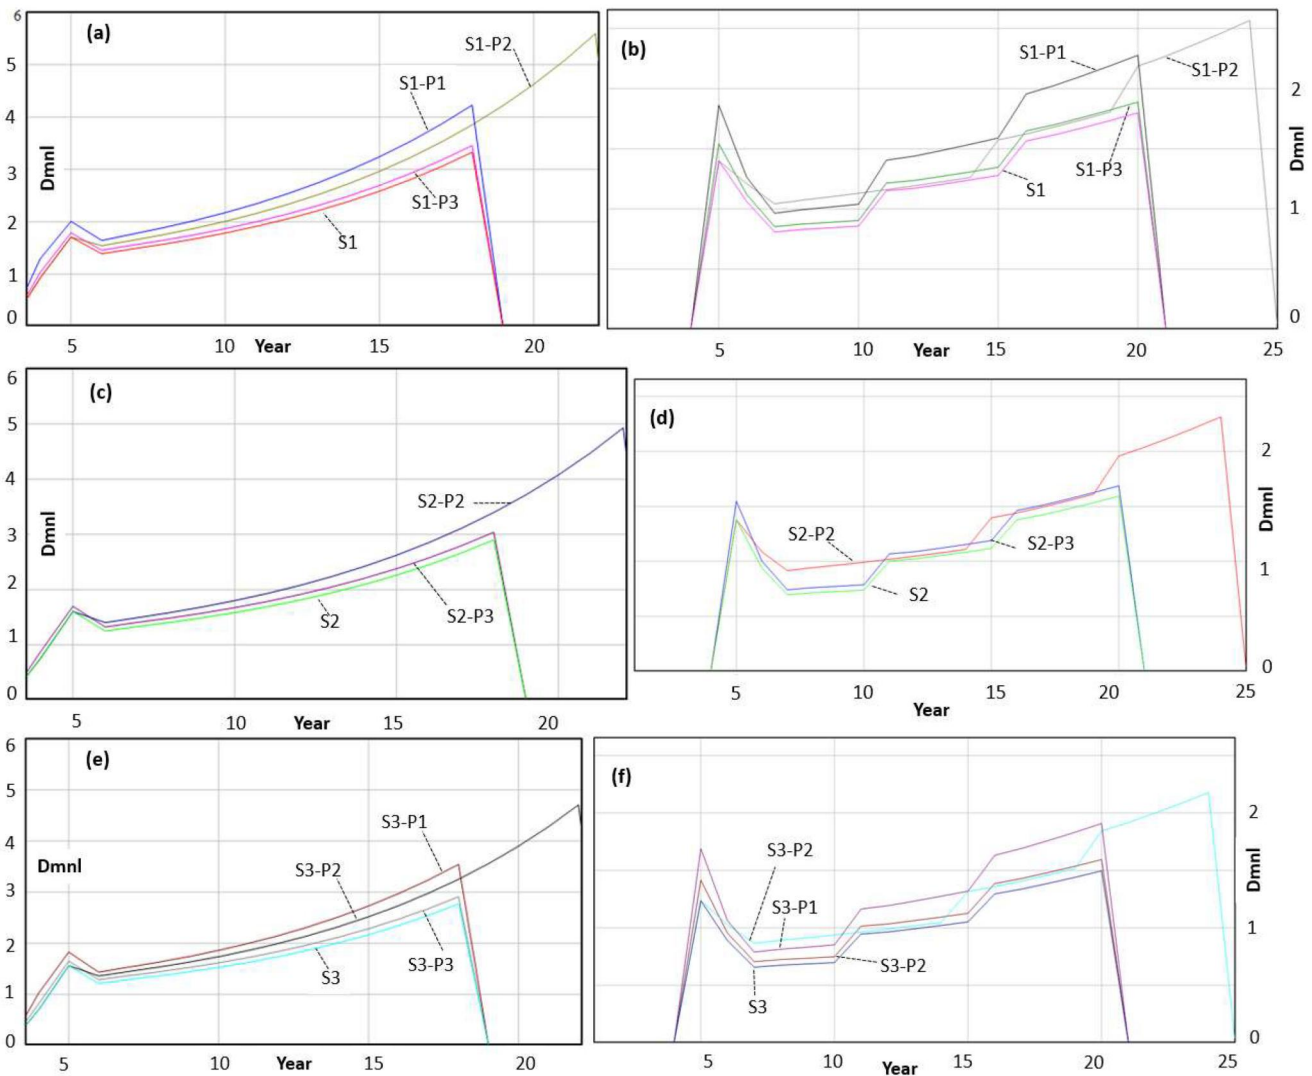 (a)
6
5
4
3
2
1
0
Dmnl
S1-P2
S1-P1
S1-P3
S1
5
10
Year
15
20
(b)
S1-P1
S1-P2
S1-P3
S1
2
1
0
Dmnl
5
10
Year
15
20
25
(c)
6
5
4
3
2
1
0
Dmnl
S2-P2
S2
S2-P3
5
10
Year
15
20
(d)
S2-P2
S2-P3
S2
2
1
0
Dmnl
5
10
Year
15
20
25
(e)
6
5
4
3
2
1
0
Dmnl
S3-P1
S3-P2
S3
S3-P3
5
Year
15
20
(f)
S3-P2
S3-P1
S3-P2
S3
2
1
0
Dmnl
5
10
Year
15
20
25